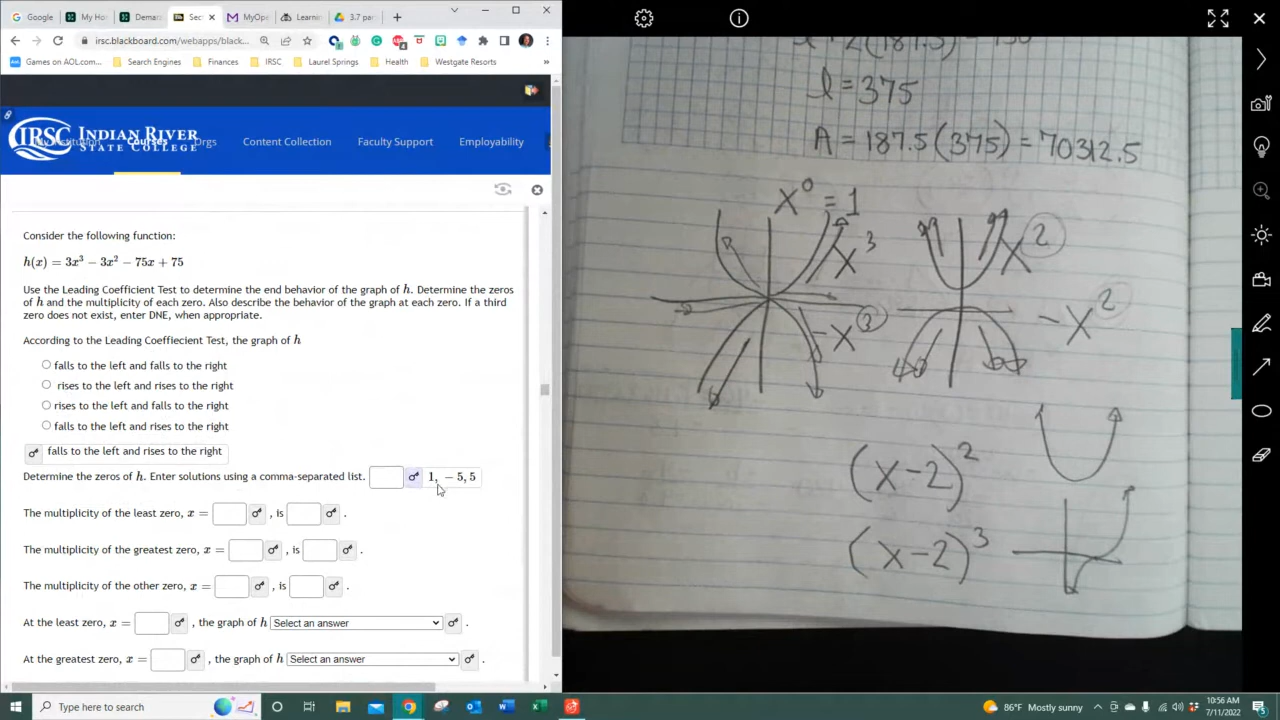 Google
My Ho
Demar
Sec
MyOp
Learnin
3.7 par
irsc.blackboard.com/webapps/black...
Games on AOL.com...
Search Engines
Finances
IRSC
Laurel Springs
Health
Westgate Resorts
IRSC INDIAN RIVER
STATE COLLEGE
My Institution
Courses
Orgs
Content Collection
Faculty Support
Employability
Consider the following function:
h(x) = 3x³ − 3x² − 75x + 75
Use the Leading Coefficient Test to determine the end behavior of the graph of h. Determine the zeros
of h and the multiplicity of each zero. Also describe the behavior of the graph at each zero. If a third
zero does not exist, enter DNE, when appropriate.
According to the Leading Coeffiecient Test, the graph of h
falls to the left and falls to the right
rises to the left and rises to the right
rises to the left and falls to the right
falls to the left and rises to the right
falls to the left and rises to the right
Determine the zeros of h. Enter solutions using a comma-separated list.
1, − 5, 5
The multiplicity of the least zero, x = , is .
The multiplicity of the greatest zero, x = , is .
The multiplicity of the other zero, x = , is .
At the least zero, x = , the graph of h Select an answer .
At the greatest zero, x = , the graph of h Select an answer .
l = 375
A = 187.5(375) = 70312.5
x⁰ = 1
x³
x²
−x³
−x²
(x−2)²
(x−2)³
Type here to search
86°F Mostly sunny
10:56 AM
7/11/2022